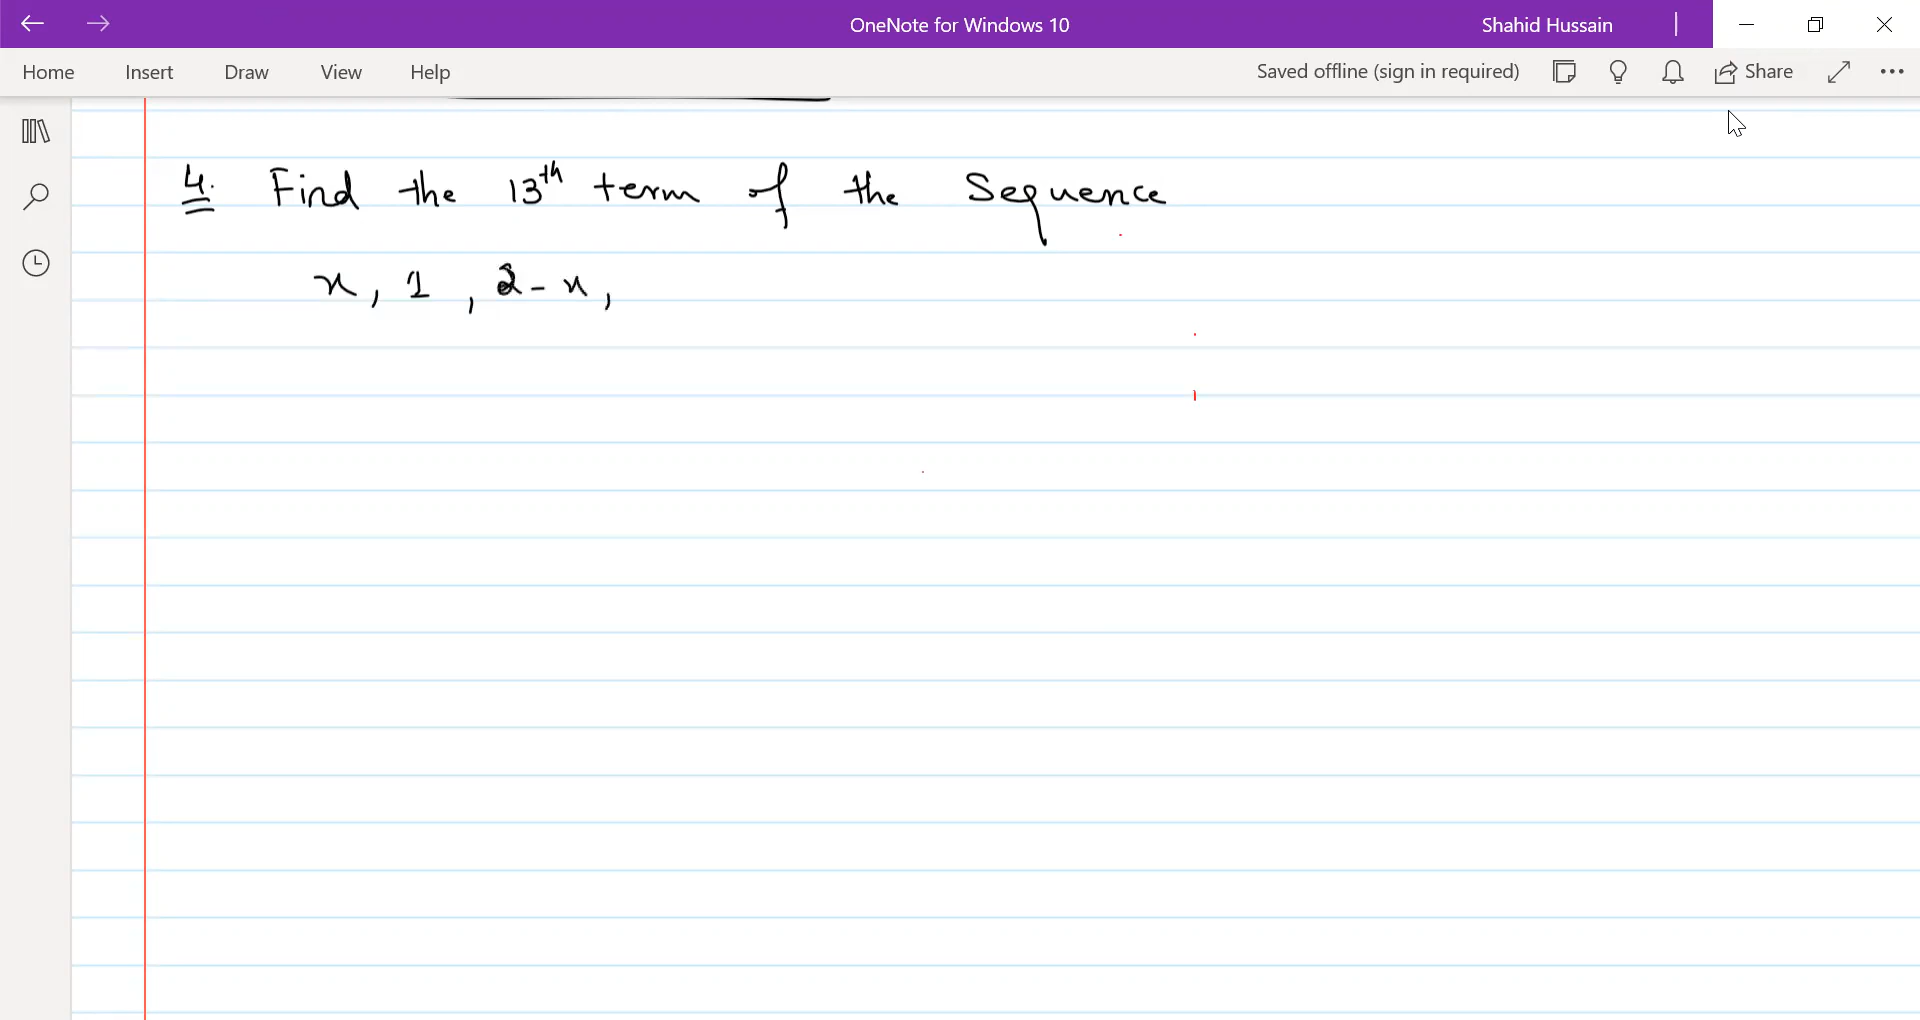 OneNote for Windows 10 Shahid Hussain
Home Insert Draw View Help Saved offline (sign in required) Share
4. Find the 13th term of the Sequence
x, 1, 2-x,